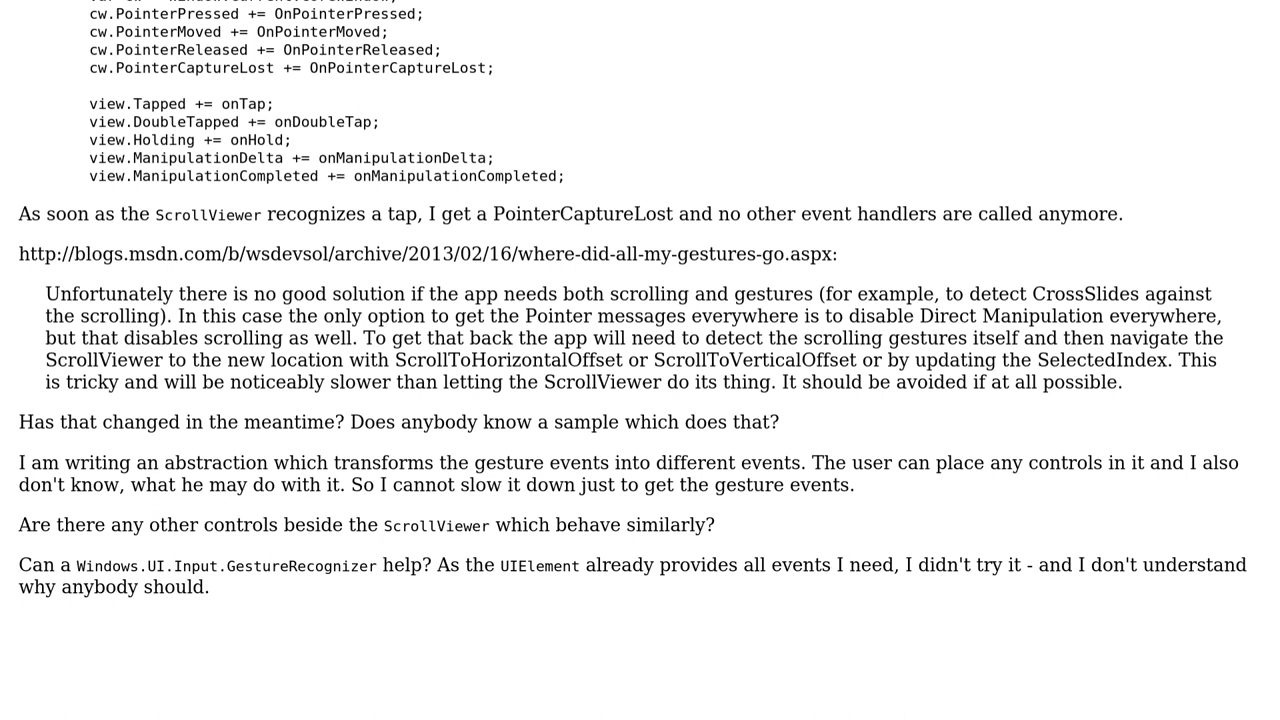 cw.PointerPressed += OnPointerPressed;
cw.PointerMoved += OnPointerMoved;
cw.PointerReleased += OnPointerReleased;
cw.PointerCaptureLost += OnPointerCaptureLost;
view.Tapped += onTap;
view.DoubleTapped += onDoubleTap;
view.Holding += onHold;
view.ManipulationDelta += onManipulationDelta;
view.ManipulationCompleted += onManipulationCompleted;
As soon as the ScrollViewer recognizes a tap, I get a PointerCaptureLost and no other event handlers are called anymore.
http://blogs.msdn.com/b/wsdevsol/archive/2013/02/16/where-did-all-my-gestures-go.aspx:
Unfortunately there is no good solution if the app needs both scrolling and gestures (for example, to detect CrossSlides against
the scrolling). In this case the only option to get the Pointer messages everywhere is to disable Direct Manipulation everywhere,
but that disables scrolling as well. To get that back the app will need to detect the scrolling gestures itself and then navigate the
ScrollViewer to the new location with ScrollToHorizontalOffset or ScrollToVerticalOffset or by updating the SelectedIndex. This
is tricky and will be noticeably slower than letting the ScrollViewer do its thing. It should be avoided if at all possible.
Has that changed in the meantime? Does anybody know a sample which does that?
I am writing an abstraction which transforms the gesture events into different events. The user can place any controls in it and I also
don't know, what he may do with it. So I cannot slow it down just to get the gesture events.
Are there any other controls beside the ScrollViewer which behave similarly?
Can a Windows.UI.Input.GestureRecognizer help? As the UIElement already provides all events I need, I didn't try it - and I don't understand
why anybody should.